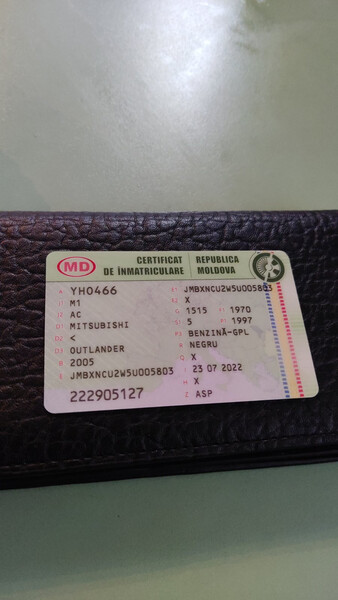 MD
CERTIFICAT DE ÎNMATRICULARE
REPUBLICA MOLDOVA
YH0466
M1
AC
MITSUBISHI
<
OUTLANDER
2005
JMBXNCU2W5U005803
222905127
JMBXNCU2W5U005803
X
1515 1970
5 1997
BENZINĂ-GPL
NEGRU
X
23 07 2022
X
ASP